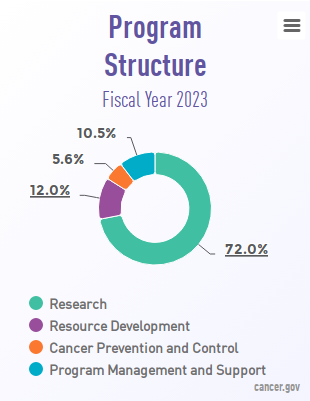 Program
Structure
Fiscal Year 2023
10.5%
5.6%
12.0%
72.0%
Research
Resource Development
Cancer Prevention and Control
Program Management and Support
cancer.gov